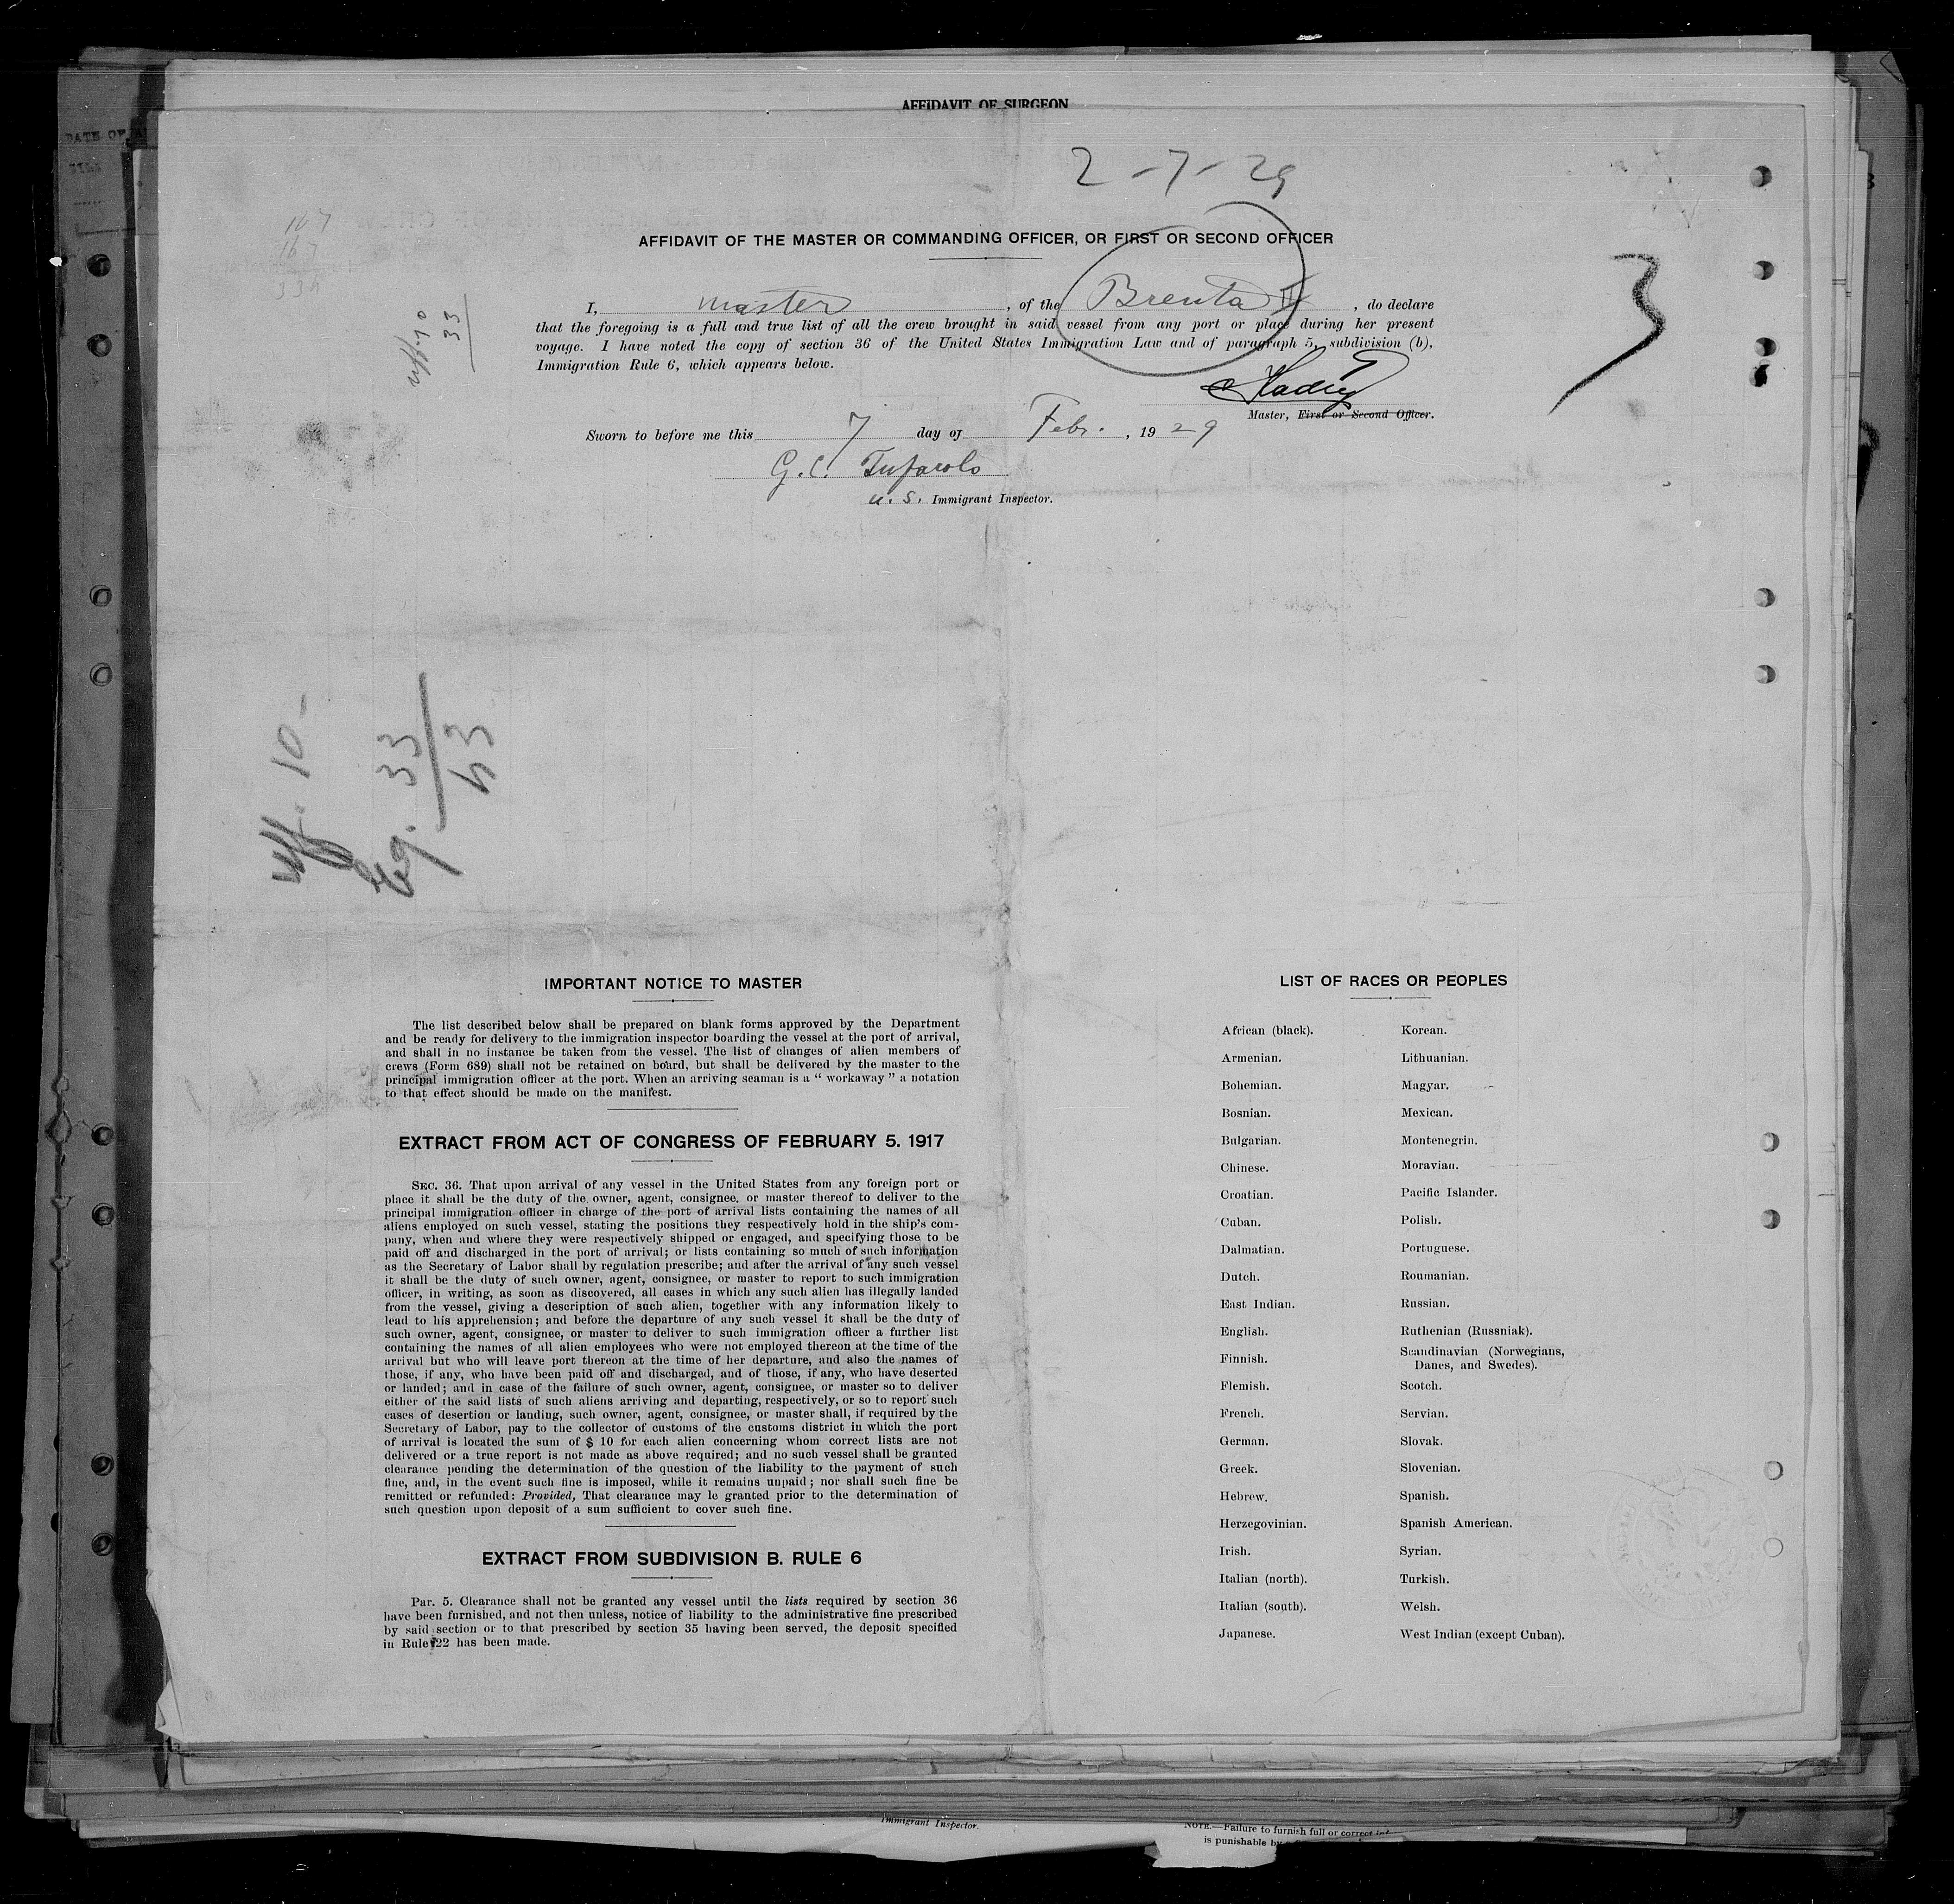 AFFIDAVIT OF SURGEON
2-7-29
167
167
334
AFFIDAVIT OF THE MASTER OR COMMANDING OFFICER, OR FIRST OR SECOND OFFICER
I, master, of the Brenta II, do declare
that the foregoing is a full and true list of all the crew brought in said vessel from any port or place during her present
voyage. I have noted the copy of section 36 of the United States Immigration Law and of paragraph 5, subdivision (b),
Immigration Rule 6, which appears below.
3
33
Master, First or Second Officer.
Sworn to before me this 7 day of Febr., 1929
G.C. Tufarolo
U. S. Immigrant Inspector.
10 -
33
IMPORTANT NOTICE TO MASTER
The list described below shall be prepared on blank forms approved by the Department
and be ready for delivery to the immigration inspector boarding the vessel at the port of arrival,
and shall in no instance be taken from the vessel. The list of changes of alien members of
crews (Form 689) shall not be retained on board, but shall be delivered by the master to the
principal immigration officer at the port. When an arriving seaman is a “ workaway ” a notation
to that effect should be made on the manifest.
EXTRACT FROM ACT OF CONGRESS OF FEBRUARY 5. 1917
SEC. 36. That upon arrival of any vessel in the United States from any foreign port or
place it shall be the duty of the owner, agent, consignee, or master thereof to deliver to the
principal immigration officer in charge of the port of arrival lists containing the names of all
aliens employed on such vessel, stating the positions they respectively hold in the ship's com-
pany, when and where they were respectively shipped or engaged, and specifying those to be
paid off and discharged in the port of arrival; or lists containing so much of such information
as the Secretary of Labor shall by regulation prescribe; and after the arrival of any such vessel
it shall be the duty of such owner, agent, consignee, or master to report to such immigration
officer, in writing, as soon as discovered, all cases in which any such alien has illegally landed
from the vessel, giving a description of such alien, together with any information likely to
lead to his apprehension; and before the departure of any such vessel it shall be the duty of
such owner, agent, consignee, or master to deliver to such immigration officer a further list
containing the names of all alien employees who were not employed thereon at the time of the
arrival but who will leave port thereon at the time of her departure, and also the names of
those, if any, who have been paid off and discharged, and of those, if any, who have deserted
or landed; and in case of the failure of such owner, agent, consignee, or master so to deliver
either of the said lists of such aliens arriving and departing, respectively, or so to report such
cases of desertion or landing, such owner, agent, consignee, or master shall, if required by the
Secretary of Labor, pay to the collector of customs of the customs district in which the port
of arrival is located the sum of $ 10 for each alien concerning whom correct lists are not
delivered or a true report is not made as above required; and no such vessel shall be granted
clearance pending the determination of the question of the liability to the payment of such
fine, and, in the event such fine is imposed, while it remains unpaid; nor shall such fine be
remitted or refunded: Provided, That clearance may le granted prior to the determination of
such question upon deposit of a sum sufficient to cover such fine.
EXTRACT FROM SUBDIVISION B. RULE 6
Par. 5. Clearance shall not be granted any vessel until the lists required by section 36
have been furnished, and not then unless, notice of liability to the administrative fine prescribed
by said section or to that prescribed by section 35 having been served, the deposit specified
in Rule 22 has been made.
LIST OF RACES OR PEOPLES
African (black).
Armenian.
Bohemian.
Bosnian.
Bulgarian.
Chinese.
Croatian.
Cuban.
Dalmatian.
Dutch.
East Indian.
English.
Finnish.
Flemish.
French.
German.
Greek.
Hebrew.
Herzegovinian.
Irish.
Italian (north).
Italian (south).
Japanese.
Korean.
Lithuanian.
Magyar.
Mexican.
Montenegrin.
Moravian.
Pacific Islander.
Polish.
Portuguese.
Roumanian.
Russian.
Ruthenian (Russniak).
Scandinavian (Norwegians,
Danes, and Swedes).
Scotch.
Servian.
Slovak.
Slovenian.
Spanish.
Spanish American.
Syrian.
Turkish.
Welsh.
West Indian (except Cuban).
Immigrant Inspector.
NOTE.—Failure to furnish full or correct
is punishable by